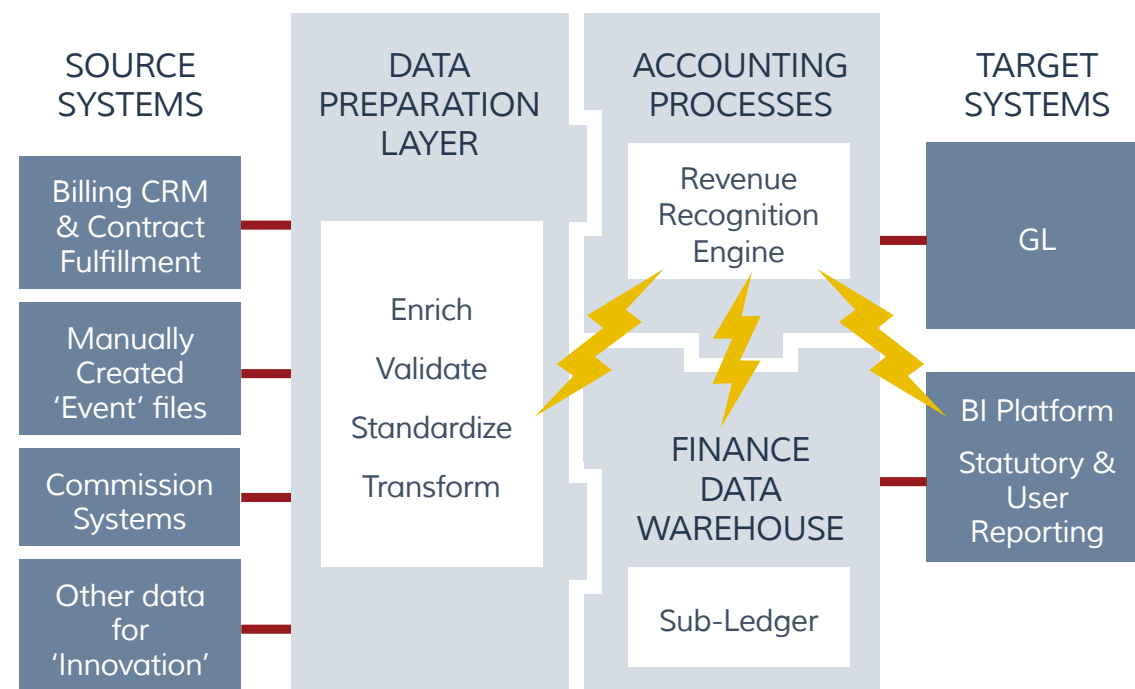 SOURCE
SYSTEMS
Billing CRM
& Contract
Fulfillment
Manually
Created
‘Event’ files
Commission
Systems
Other data
for
‘Innovation’
DATA
PREPARATION
LAYER
Enrich
Validate
Standardize
Transform
ACCOUNTING
PROCESSES
Revenue
Recognition
Engine
FINANCE
DATA
WAREHOUSE
Sub-Ledger
TARGET
SYSTEMS
GL
BI Platform
Statutory &
User
Reporting